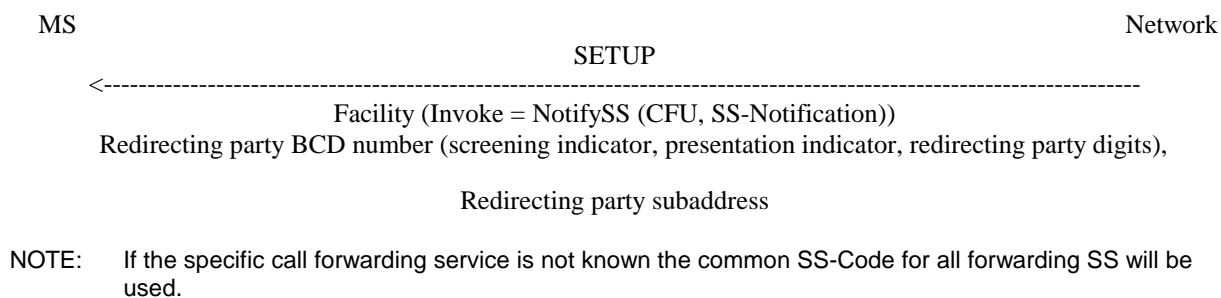 MS Network
SETUP
<------------------------------------------------------------------------------------------------------------------------
Facility (Invoke = NotifySS (CFU, SS-Notification))
Redirecting party BCD number (screening indicator, presentation indicator, redirecting party digits),
Redirecting party subaddress
NOTE: If the specific call forwarding service is not known the common SS-Code for all forwarding SS will be
used.